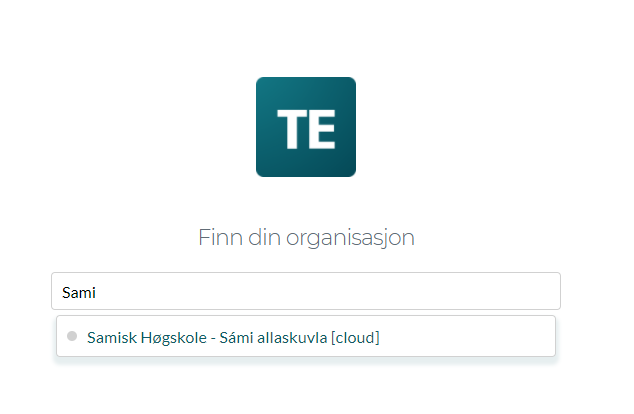 TE
Finn din organisasjon
Sami
Samisk Høgskole - Sámi allaskuvla [cloud]